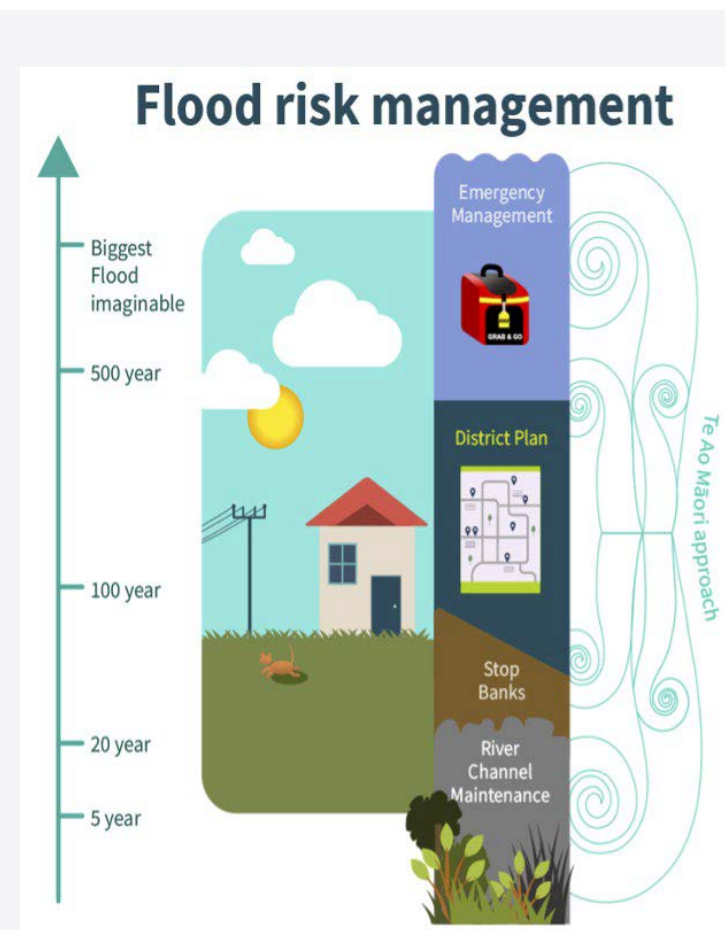 Flood risk management
Biggest
Flood
imaginable
500 year
100 year
20 year
5 year
Emergency
Management
GRAB & GO
District Plan
Stop
Banks
River
Channel
Maintenance
Te Ao Māori approach